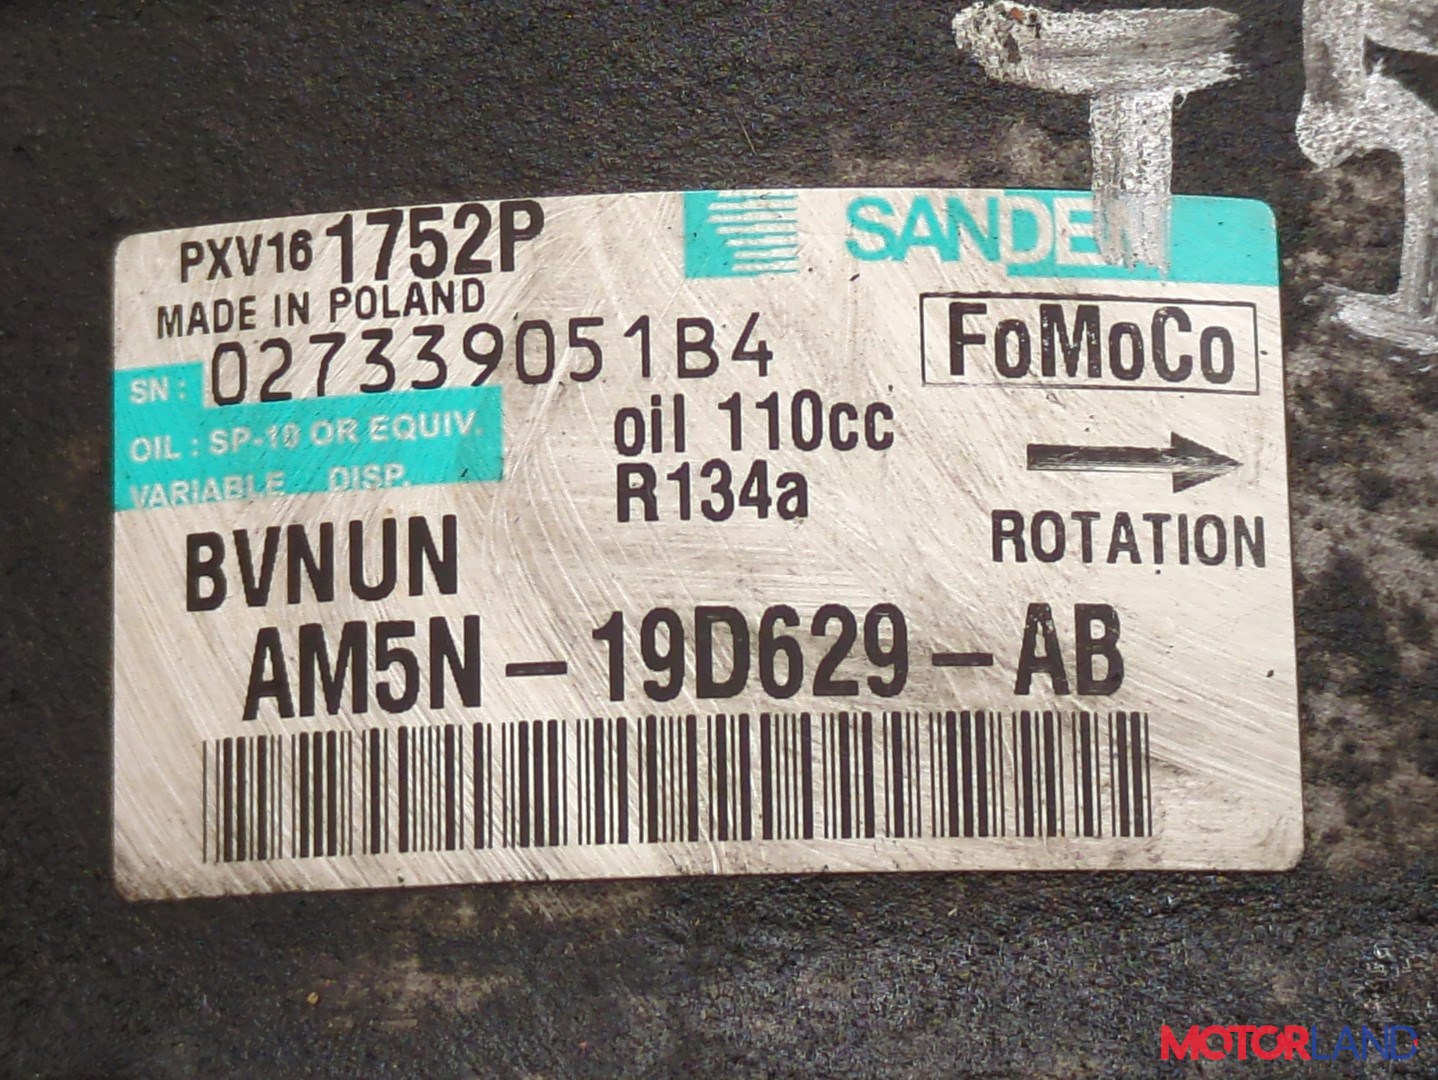 PXV16 1752P
SANDE
MADE IN POLAND
FoMoCo
SN: 027339051B4
OIL: SP-10 OR EQUIV.
oil 110cc
VARIABLE DISP.
R134a
ROTATION
BVNUN
AM5N-19D629-AB
MOTORLAND